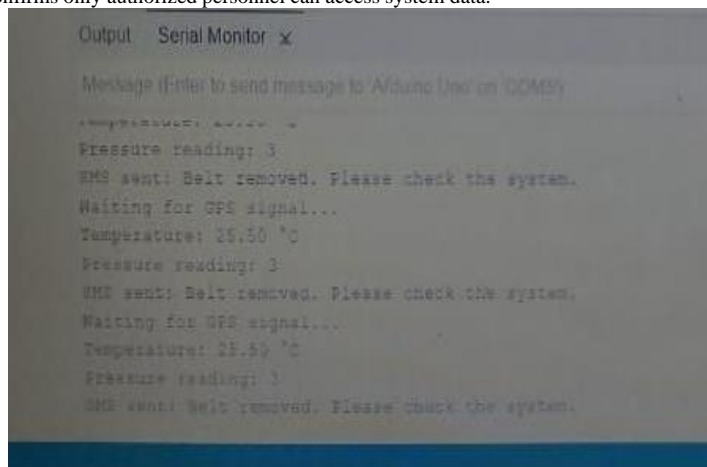 only authorized personnel can access system data.
Output Serial Monitor x
Message (Enter to send message to 'Arduino Uno' on 'COM5')
Pressure reading: 3
SMS sent: Belt removed. Please check the system.
Waiting for GPS signal...
Temperature: 25.50 °C
Pressure reading: 3
SMS sent: Belt removed. Please check the system.
Waiting for GPS signal...
Temperature: 25.50 °C
Pressure reading: 3
SMS sent: Belt removed. Please check the system.